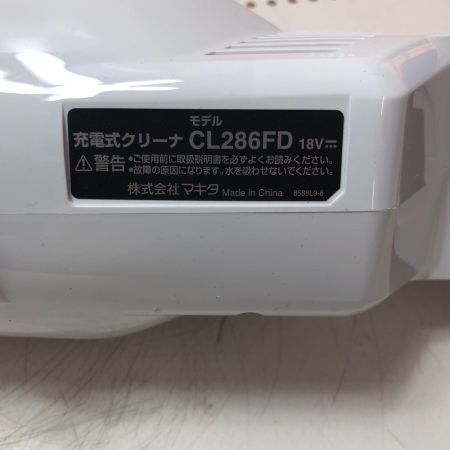 モデル
充電式クリーナ CL286FD 18V⎓
⚠警告 •ご使用前に取扱説明書を必ずよくお読みください。
•故障の原因になります。水を吸わせないでください。
株式会社 マキタ Made in China 8588L9-6